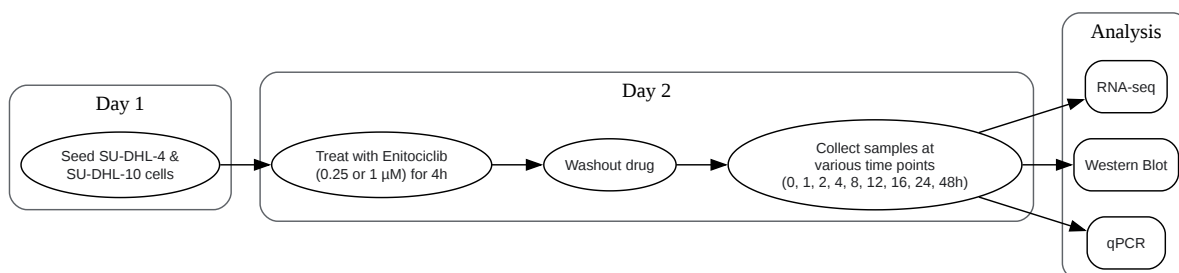 Day 1
Seed SU-DHL-4 &
SU-DHL-10 cells
Day 2
Treat with Enitociclib
(0.25 or 1 µM) for 4h
Washout drug
Collect samples at
various time points
(0, 1, 2, 4, 8, 12, 16, 24, 48h)
Analysis
RNA-seq
Western Blot
qPCR